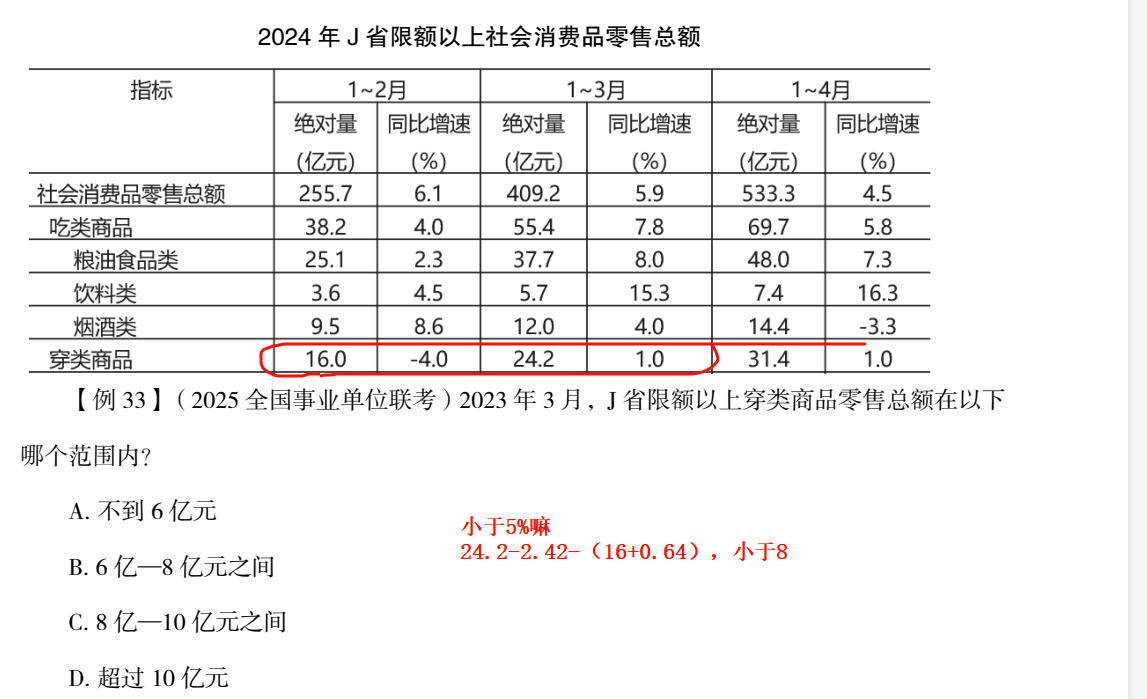 2024 年 J 省限额以上社会消费品零售总额
指标 1~2月 1~3月 1~4月
绝对量 同比增速 绝对量 同比增速 绝对量 同比增速
(亿元) (%) (亿元) (%) (亿元) (%)
社会消费品零售总额 255.7 6.1 409.2 5.9 533.3 4.5
吃类商品 38.2 4.0 55.4 7.8 69.7 5.8
粮油食品类 25.1 2.3 37.7 8.0 48.0 7.3
饮料类 3.6 4.5 5.7 15.3 7.4 16.3
烟酒类 9.5 8.6 12.0 4.0 14.4 -3.3
穿类商品 16.0 -4.0 24.2 1.0 31.4 1.0
【例 33】（2025 全国事业单位联考）2023 年 3 月，J 省限额以上穿类商品零售总额在以下
哪个范围内？
A. 不到 6 亿元
小于5%嘛
24.2-2.42-（16+0.64），小于8
B. 6 亿—8 亿元之间
C. 8 亿—10 亿元之间
D. 超过 10 亿元